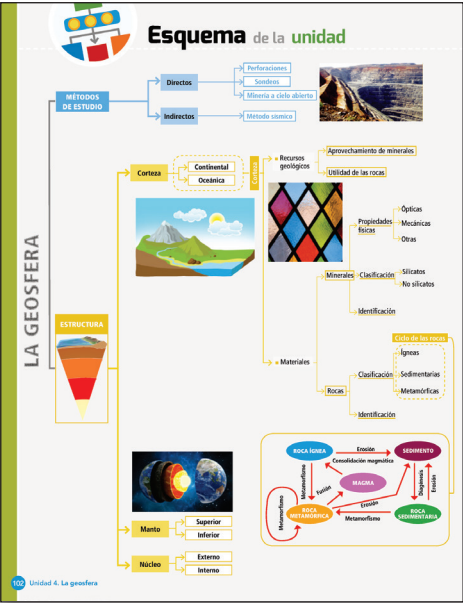 Esquema de la unidad
LA GEOSFERA
MÉTODOS
DE ESTUDIO
Directos
Perforaciones
Sondeos
Minería a cielo abierto
Indirectos
Método sísmico
ESTRUCTURA
Corteza
Continental
Oceánica
Corteza
Recursos
geológicos
Aprovechamiento de minerales
Utilidad de las rocas
Materiales
Minerales
Propiedades
físicas
Ópticas
Mecánicas
Otras
Clasificación
Silicatos
No silicatos
Identificación
Rocas
Clasificación
Ciclo de las rocas
Ígneas
Sedimentarias
Metamórficas
Identificación
ROCA ÍGNEA
Erosión
SEDIMENTO
Consolidación magmática
Metamorfismo
Fusión
MAGMA
Diagénesis
Erosión
Erosión
Metamorfismo
ROCA
METAMÓRFICA
Metamorfismo
ROCA
SEDIMENTARIA
Manto
Superior
Inferior
Núcleo
Externo
Interno
102 Unidad 4. La geosfera